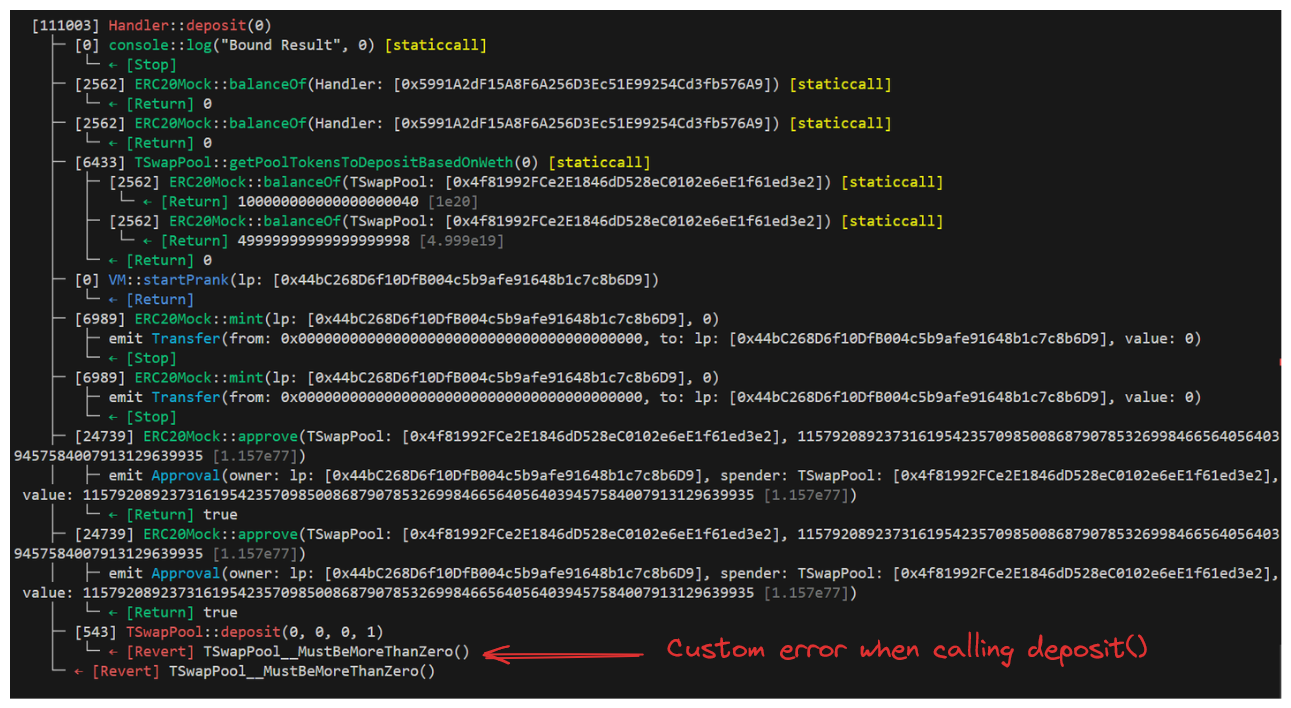 [111003] Handler::deposit(0)
├─ [0] console::log("Bound Result", 0) [staticcall]
│ └─ ← [Stop]
├─ [2562] ERC20Mock::balanceOf(Handler: [0x5991A2dF15A8F6A256D3Ec51E99254Cd3fb576A9]) [staticcall]
│ └─ ← [Return] 0
├─ [2562] ERC20Mock::balanceOf(Handler: [0x5991A2dF15A8F6A256D3Ec51E99254Cd3fb576A9]) [staticcall]
│ └─ ← [Return] 0
├─ [6433] TSwapPool::getPoolTokensToDepositBasedOnWeth(0) [staticcall]
│ ├─ [2562] ERC20Mock::balanceOf(TSwapPool: [0x4f81992FCe2E1846dD528eC0102e6eE1f61ed3e2]) [staticcall]
│ │ └─ ← [Return] 100000000000000000040 [1e20]
│ ├─ [2562] ERC20Mock::balanceOf(TSwapPool: [0x4f81992FCe2E1846dD528eC0102e6eE1f61ed3e2]) [staticcall]
│ │ └─ ← [Return] 49999999999999999998 [4.999e19]
│ └─ ← [Return] 0
├─ [0] VM::startPrank(lp: [0x44bC268D6f10DfB004c5b9afe91648b1c7c8b6D9])
│ └─ ← [Return]
├─ [6989] ERC20Mock::mint(lp: [0x44bC268D6f10DfB004c5b9afe91648b1c7c8b6D9], 0)
│ ├─ emit Transfer(from: 0x0000000000000000000000000000000000000000, to: lp: [0x44bC268D6f10DfB004c5b9afe91648b1c7c8b6D9], value: 0)
│ └─ ← [Stop]
├─ [6989] ERC20Mock::mint(lp: [0x44bC268D6f10DfB004c5b9afe91648b1c7c8b6D9], 0)
│ ├─ emit Transfer(from: 0x0000000000000000000000000000000000000000, to: lp: [0x44bC268D6f10DfB004c5b9afe91648b1c7c8b6D9], value: 0)
│ └─ ← [Stop]
├─ [24739] ERC20Mock::approve(TSwapPool: [0x4f81992FCe2E1846dD528eC0102e6eE1f61ed3e2], 11579208923731619542357098500868790785326998466564056403
9457584007913129639935 [1.157e77])
│ ├─ emit Approval(owner: lp: [0x44bC268D6f10DfB004c5b9afe91648b1c7c8b6D9], spender: TSwapPool: [0x4f81992FCe2E1846dD528eC0102e6eE1f61ed3e2],
value: 115792089237316195423570985008687907853269984665640564039457584007913129639935 [1.157e77])
│ └─ ← [Return] true
├─ [24739] ERC20Mock::approve(TSwapPool: [0x4f81992FCe2E1846dD528eC0102e6eE1f61ed3e2], 11579208923731619542357098500868790785326998466564056403
9457584007913129639935 [1.157e77])
│ ├─ emit Approval(owner: lp: [0x44bC268D6f10DfB004c5b9afe91648b1c7c8b6D9], spender: TSwapPool: [0x4f81992FCe2E1846dD528eC0102e6eE1f61ed3e2],
value: 115792089237316195423570985008687907853269984665640564039457584007913129639935 [1.157e77])
│ └─ ← [Return] true
├─ [543] TSwapPool::deposit(0, 0, 0, 1)
│ └─ ← [Revert] TSwapPool__MustBeMoreThanZero() Custom error when calling deposit()
└─ ← [Revert] TSwapPool__MustBeMoreThanZero()